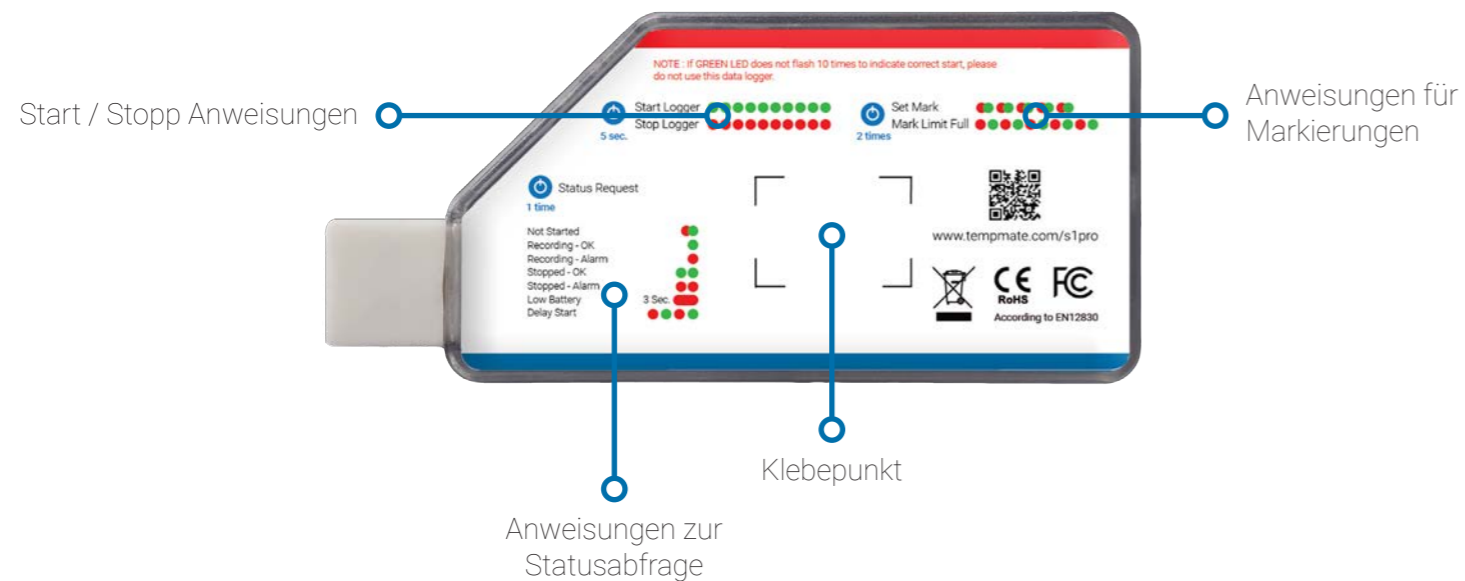 NOTE : If GREEN LED does not flash 10 times to indicate correct start, please
do not use this data logger.
Start / Stopp Anweisungen
Start Logger
Stop Logger
5 sec.
Set Mark
Mark Limit Full
2 times
Anweisungen für
Markierungen
Status Request
1 time
Not Started
Recording - OK
Recording - Alarm
Stopped - OK
Stopped - Alarm
Low Battery 3 Sec.
Delay Start
www.tempmate.com/s1pro
CE
RoHS
FC
According to EN12830
Klebepunkt
Anweisungen zur
Statusabfrage